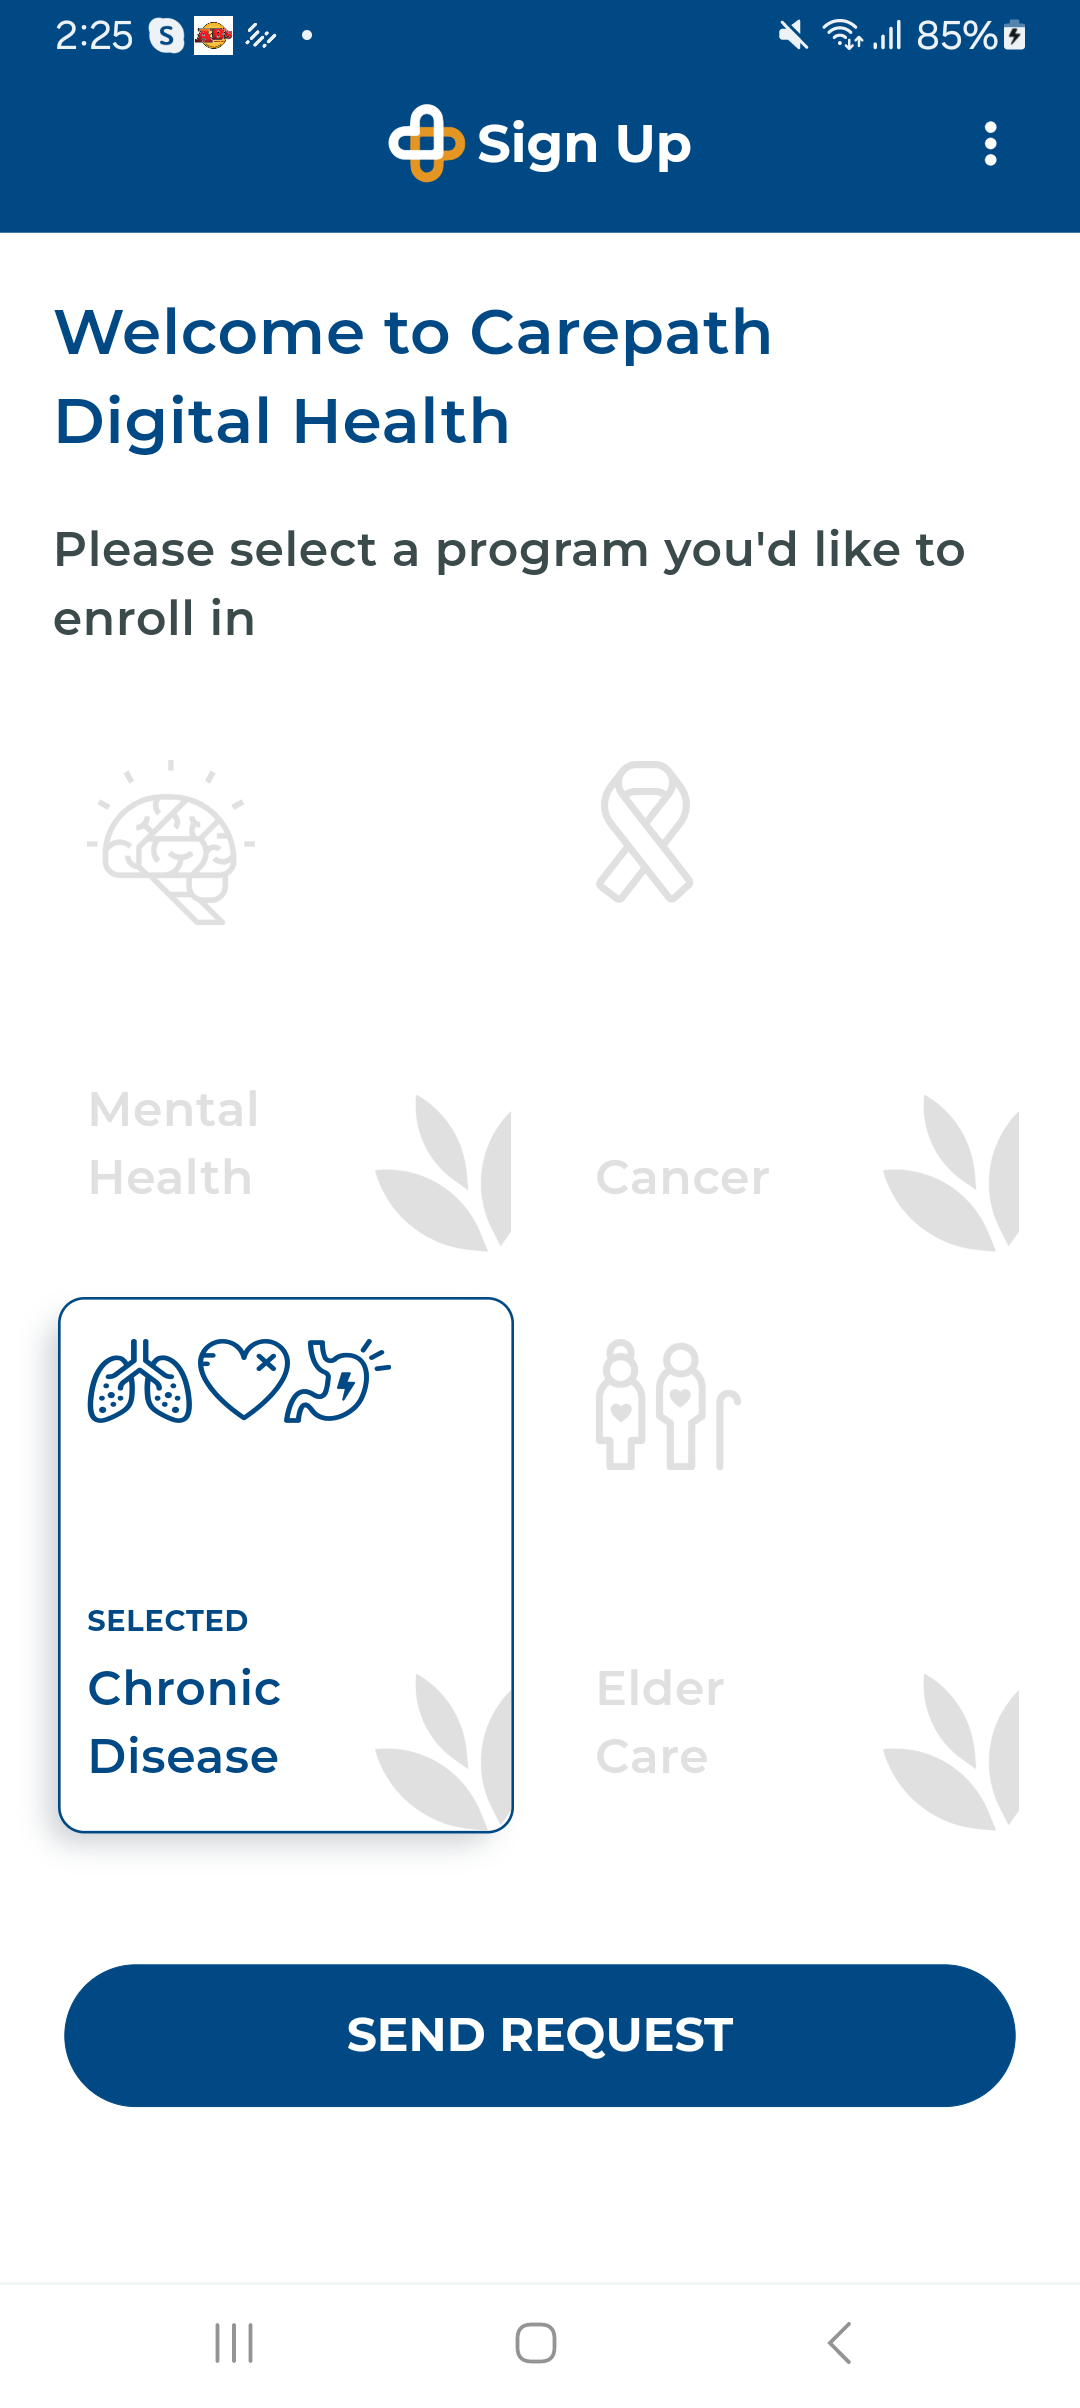 2:25
S
85%
Sign Up
Welcome to Carepath
Digital Health
Please select a program you'd like to
enroll in
Mental
Health
Cancer
SELECTED
Chronic
Disease
Elder
Care
SEND REQUEST